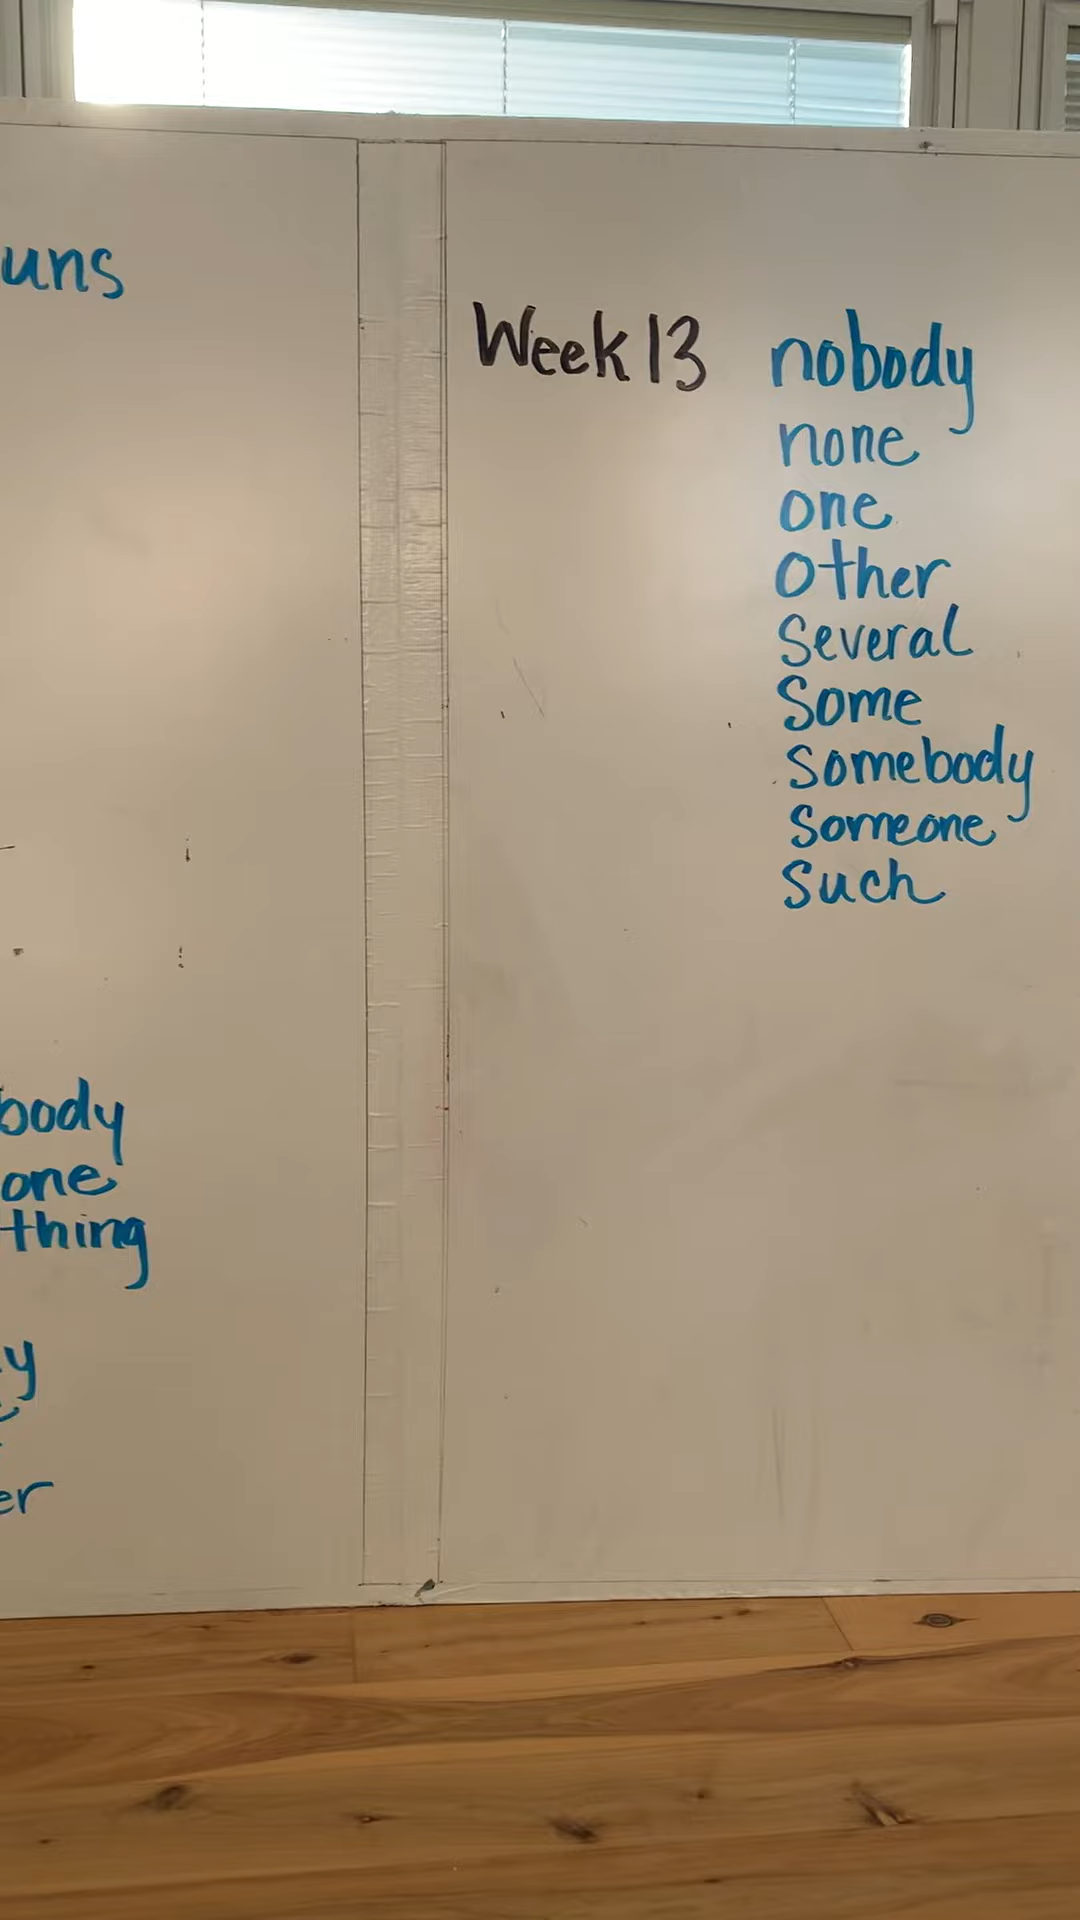 Week 13 nobody
none
one
other
several
some
somebody
someone
such
uns
body
one
thing
y
er